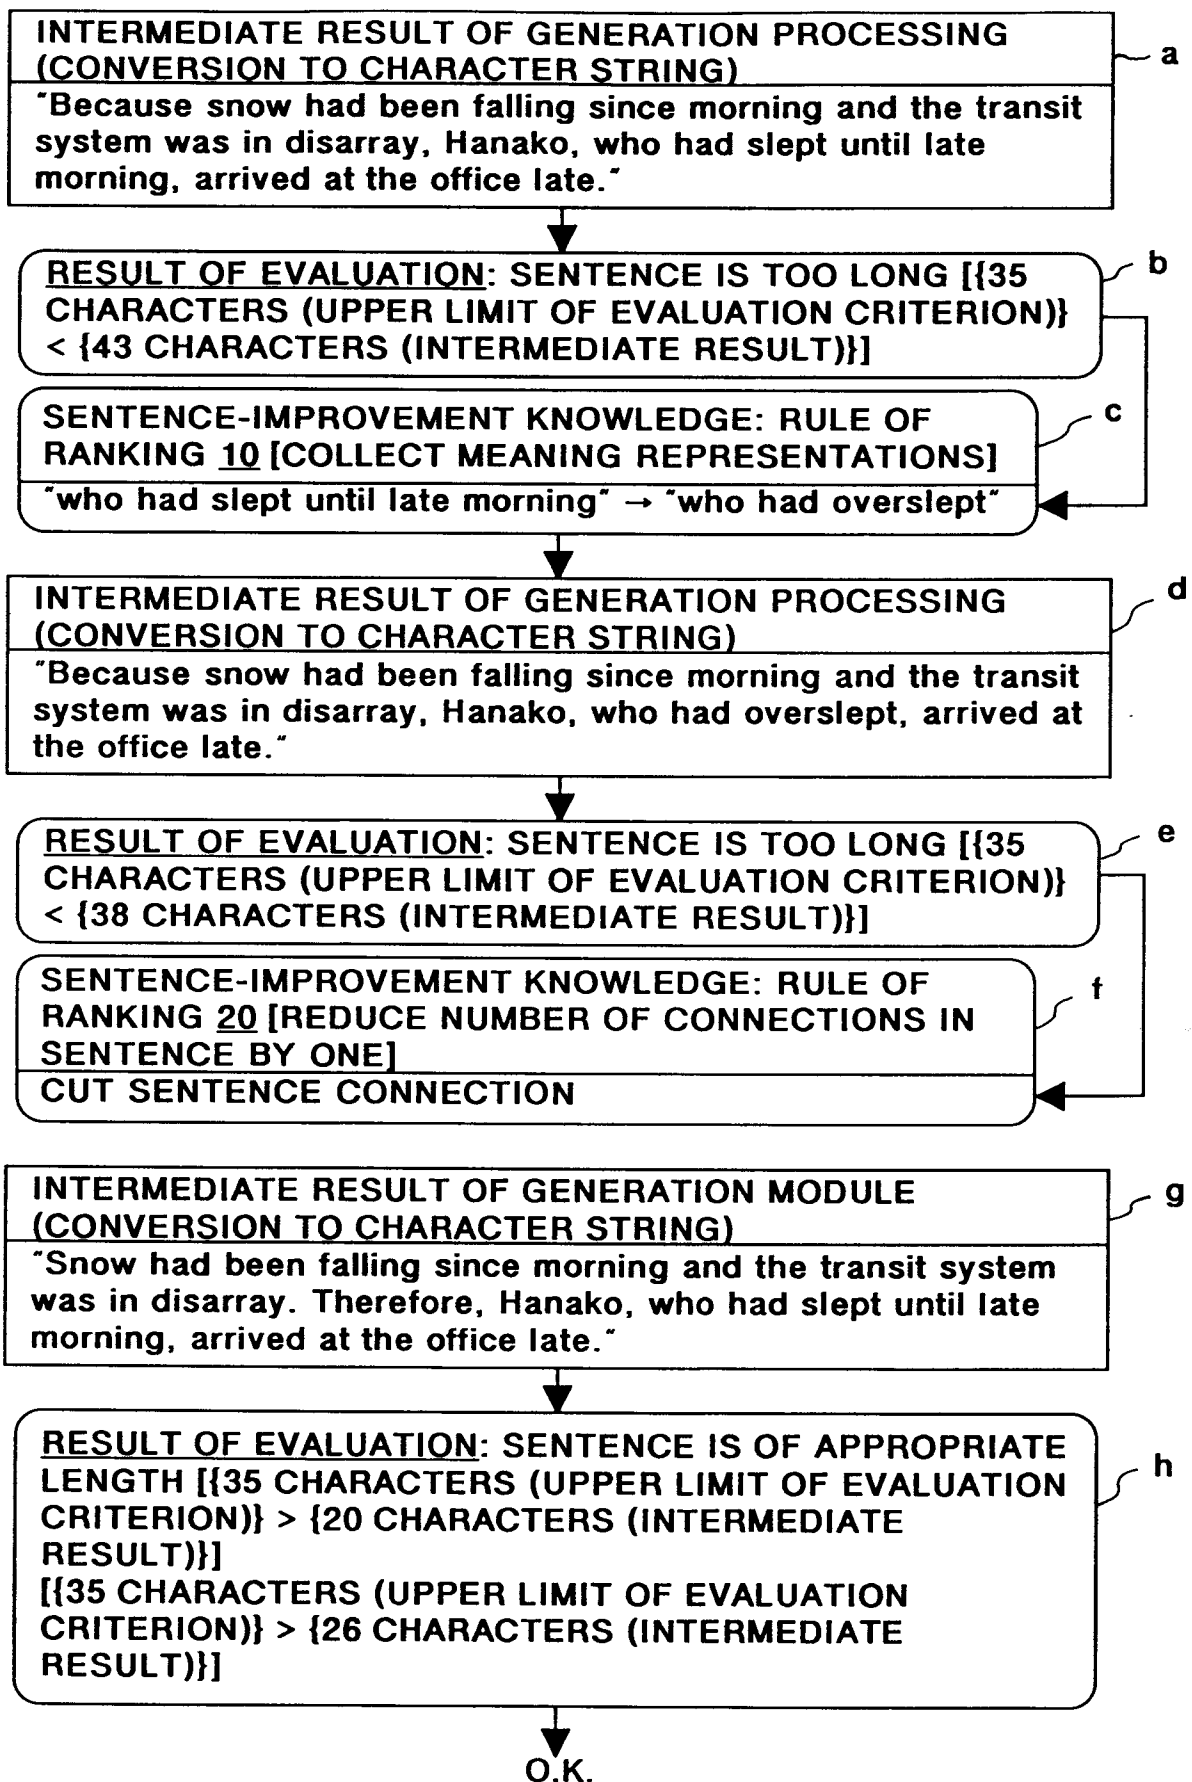 INTERMEDIATE RESULT OF GENERATION PROCESSING
(CONVERSION TO CHARACTER STRING)
a
"Because snow had been falling since morning and the transit
system was in disarray, Hanako, who had slept until late
morning, arrived at the office late."
b
RESULT OF EVALUATION: SENTENCE IS TOO LONG [{35
CHARACTERS (UPPER LIMIT OF EVALUATION CRITERION)}
< {43 CHARACTERS (INTERMEDIATE RESULT)}]
c
SENTENCE-IMPROVEMENT KNOWLEDGE: RULE OF
RANKING 10 [COLLECT MEANING REPRESENTATIONS]
"who had slept until late morning" → "who had overslept"
d
INTERMEDIATE RESULT OF GENERATION PROCESSING
(CONVERSION TO CHARACTER STRING)
"Because snow had been falling since morning and the transit
system was in disarray, Hanako, who had overslept, arrived at
the office late."
e
RESULT OF EVALUATION: SENTENCE IS TOO LONG [{35
CHARACTERS (UPPER LIMIT OF EVALUATION CRITERION)}
< {38 CHARACTERS (INTERMEDIATE RESULT)}]
f
SENTENCE-IMPROVEMENT KNOWLEDGE: RULE OF
RANKING 20 [REDUCE NUMBER OF CONNECTIONS IN
SENTENCE BY ONE]
CUT SENTENCE CONNECTION
g
INTERMEDIATE RESULT OF GENERATION MODULE
(CONVERSION TO CHARACTER STRING)
"Snow had been falling since morning and the transit system
was in disarray. Therefore, Hanako, who had slept until late
morning, arrived at the office late."
h
RESULT OF EVALUATION: SENTENCE IS OF APPROPRIATE
LENGTH [{35 CHARACTERS (UPPER LIMIT OF EVALUATION
CRITERION)} > {20 CHARACTERS (INTERMEDIATE
RESULT)}]
[{35 CHARACTERS (UPPER LIMIT OF EVALUATION
CRITERION)} > {26 CHARACTERS (INTERMEDIATE
RESULT)}]
O.K.